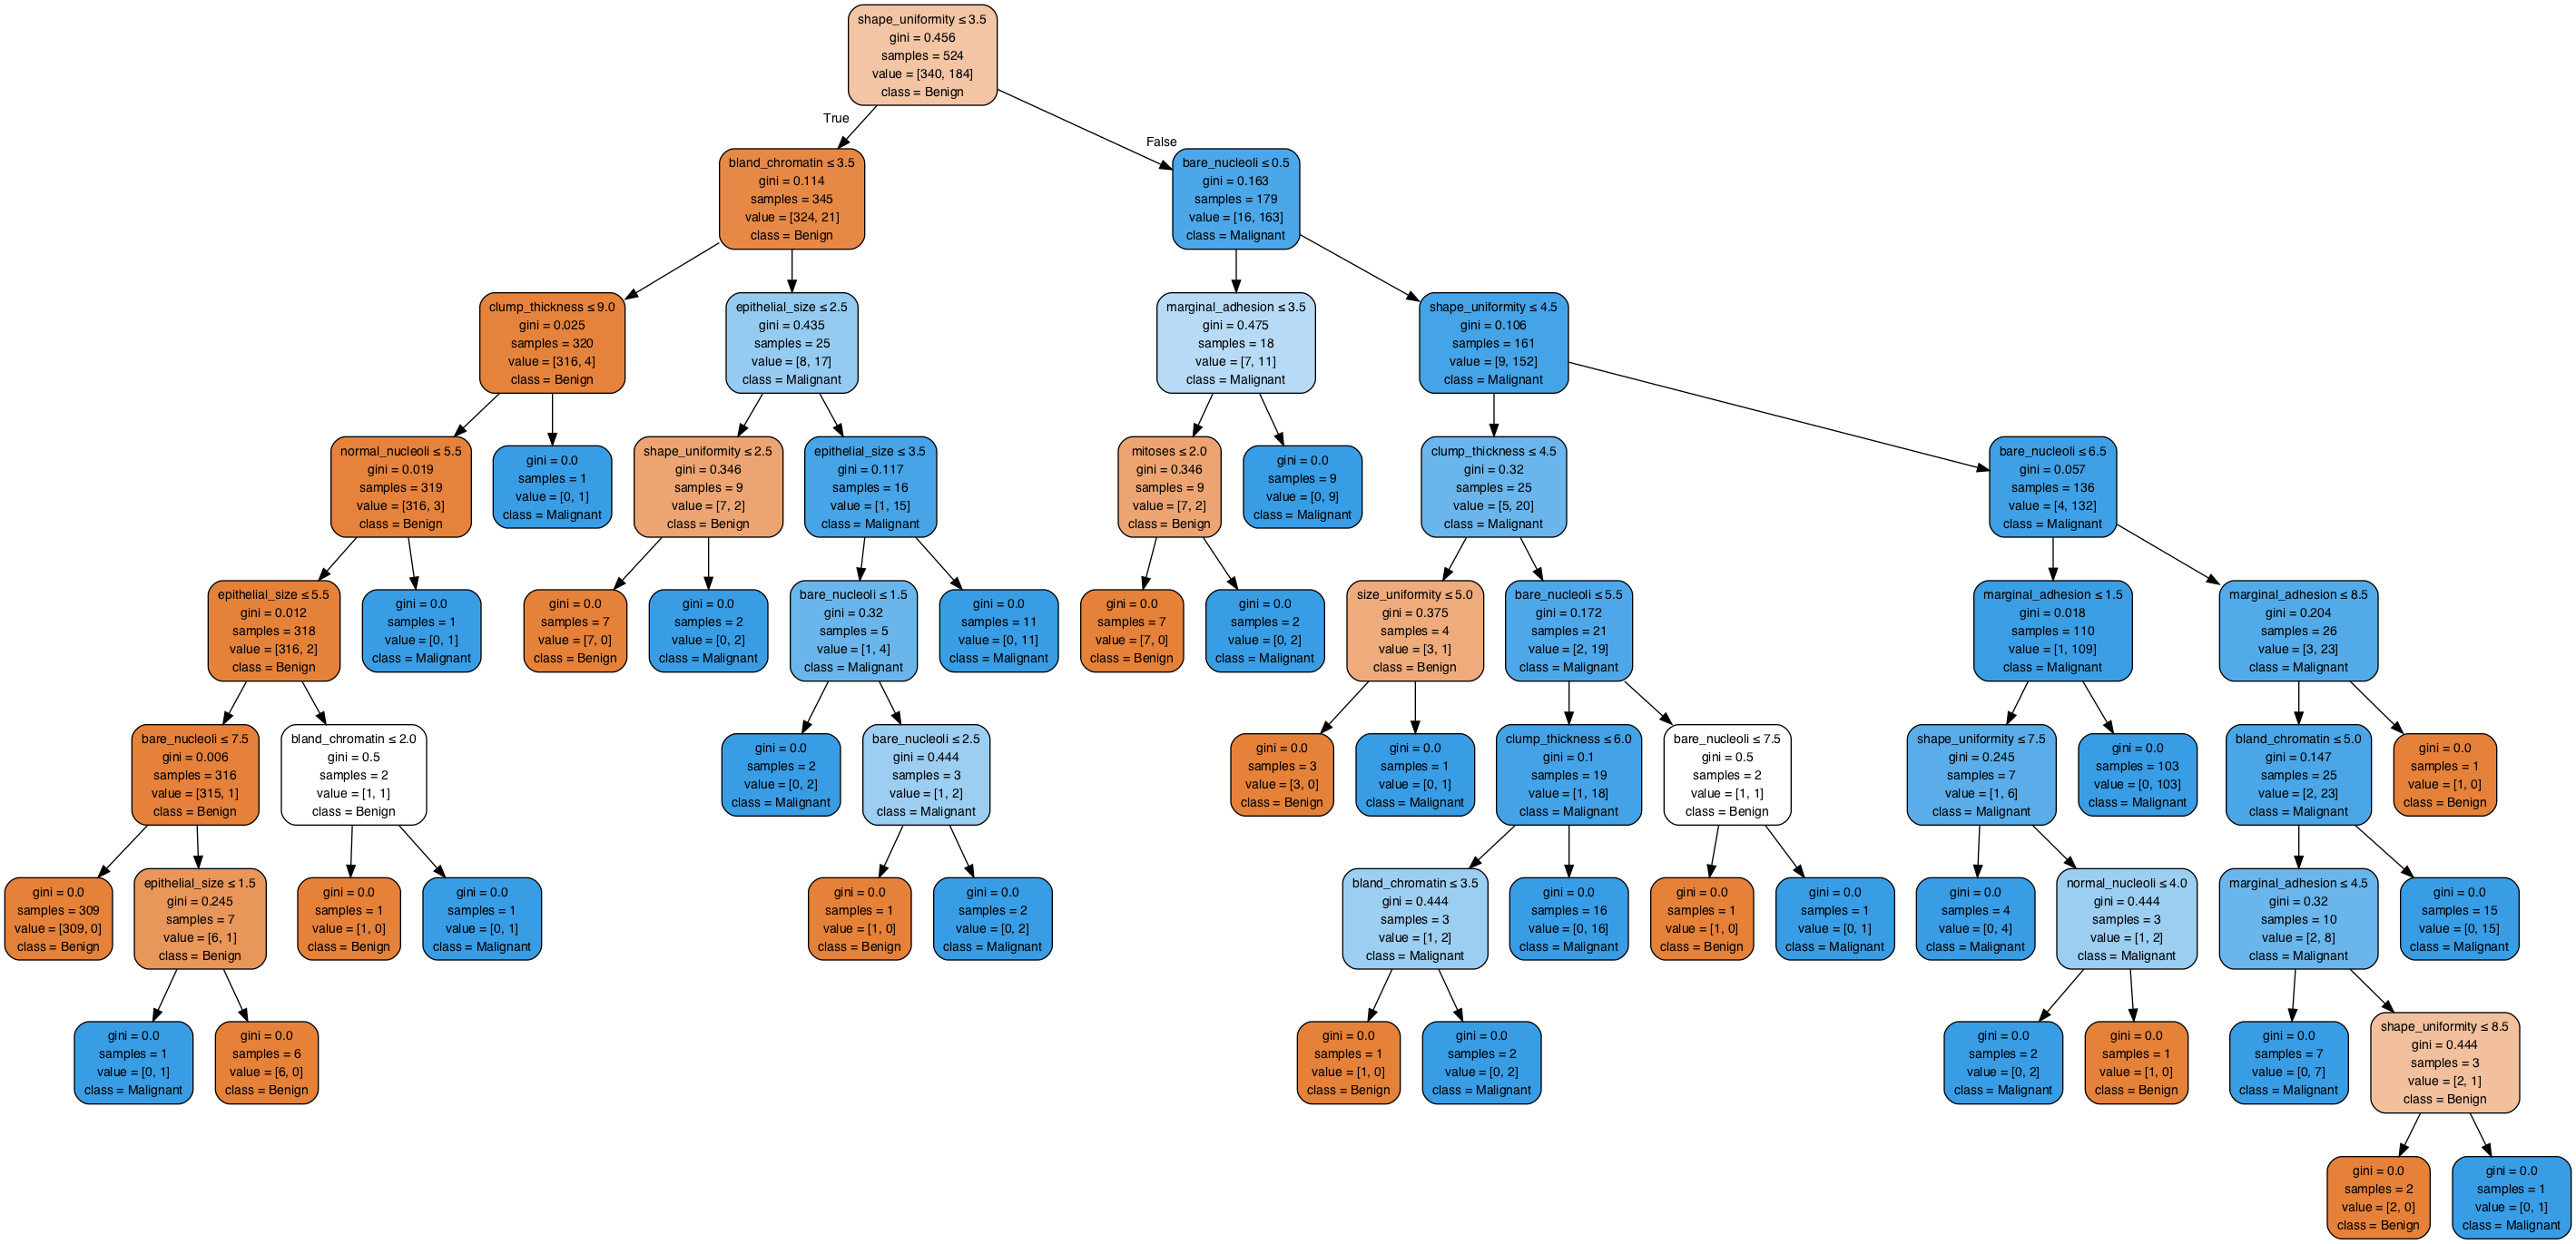 shape_uniformity ≤ 3.5
gini = 0.456
samples = 524
value = [340, 184]
class = Benign
True
False
bland_chromatin ≤ 3.5
gini = 0.114
samples = 345
value = [324, 21]
class = Benign
bare_nucleoli ≤ 0.5
gini = 0.163
samples = 179
value = [16, 163]
class = Malignant
clump_thickness ≤ 9.0
gini = 0.025
samples = 320
value = [316, 4]
class = Benign
epithelial_size ≤ 2.5
gini = 0.435
samples = 25
value = [8, 17]
class = Malignant
marginal_adhesion ≤ 3.5
gini = 0.475
samples = 18
value = [7, 11]
class = Malignant
shape_uniformity ≤ 4.5
gini = 0.106
samples = 161
value = [9, 152]
class = Malignant
normal_nucleoli ≤ 5.5
gini = 0.019
samples = 319
value = [316, 3]
class = Benign
gini = 0.0
samples = 1
value = [0, 1]
class = Malignant
shape_uniformity ≤ 2.5
gini = 0.346
samples = 9
value = [7, 2]
class = Benign
epithelial_size ≤ 3.5
gini = 0.117
samples = 16
value = [1, 15]
class = Malignant
mitoses ≤ 2.0
gini = 0.346
samples = 9
value = [7, 2]
class = Benign
gini = 0.0
samples = 9
value = [0, 9]
class = Malignant
clump_thickness ≤ 4.5
gini = 0.32
samples = 25
value = [5, 20]
class = Malignant
bare_nucleoli ≤ 6.5
gini = 0.057
samples = 136
value = [4, 132]
class = Malignant
epithelial_size ≤ 5.5
gini = 0.012
samples = 318
value = [316, 2]
class = Benign
gini = 0.0
samples = 1
value = [0, 1]
class = Malignant
gini = 0.0
samples = 7
value = [7, 0]
class = Benign
gini = 0.0
samples = 2
value = [0, 2]
class = Malignant
bare_nucleoli ≤ 1.5
gini = 0.32
samples = 5
value = [1, 4]
class = Malignant
gini = 0.0
samples = 11
value = [0, 11]
class = Malignant
gini = 0.0
samples = 7
value = [7, 0]
class = Benign
gini = 0.0
samples = 2
value = [0, 2]
class = Malignant
size_uniformity ≤ 5.0
gini = 0.375
samples = 4
value = [3, 1]
class = Benign
bare_nucleoli ≤ 5.5
gini = 0.172
samples = 21
value = [2, 19]
class = Malignant
marginal_adhesion ≤ 1.5
gini = 0.018
samples = 110
value = [1, 109]
class = Malignant
marginal_adhesion ≤ 8.5
gini = 0.204
samples = 26
value = [3, 23]
class = Malignant
bare_nucleoli ≤ 7.5
gini = 0.006
samples = 316
value = [315, 1]
class = Benign
bland_chromatin ≤ 2.0
gini = 0.5
samples = 2
value = [1, 1]
class = Benign
gini = 0.0
samples = 2
value = [0, 2]
class = Malignant
bare_nucleoli ≤ 2.5
gini = 0.444
samples = 3
value = [1, 2]
class = Malignant
gini = 0.0
samples = 3
value = [3, 0]
class = Benign
gini = 0.0
samples = 1
value = [0, 1]
class = Malignant
clump_thickness ≤ 6.0
gini = 0.1
samples = 19
value = [1, 18]
class = Malignant
bare_nucleoli ≤ 7.5
gini = 0.5
samples = 2
value = [1, 1]
class = Benign
shape_uniformity ≤ 7.5
gini = 0.245
samples = 7
value = [1, 6]
class = Malignant
gini = 0.0
samples = 103
value = [0, 103]
class = Malignant
bland_chromatin ≤ 5.0
gini = 0.147
samples = 25
value = [2, 23]
class = Malignant
gini = 0.0
samples = 1
value = [1, 0]
class = Benign
gini = 0.0
samples = 309
value = [309, 0]
class = Benign
epithelial_size ≤ 1.5
gini = 0.245
samples = 7
value = [6, 1]
class = Benign
gini = 0.0
samples = 1
value = [1, 0]
class = Benign
gini = 0.0
samples = 1
value = [0, 1]
class = Malignant
gini = 0.0
samples = 1
value = [1, 0]
class = Benign
gini = 0.0
samples = 2
value = [0, 2]
class = Malignant
bland_chromatin ≤ 3.5
gini = 0.444
samples = 3
value = [1, 2]
class = Malignant
gini = 0.0
samples = 16
value = [0, 16]
class = Malignant
gini = 0.0
samples = 1
value = [1, 0]
class = Benign
gini = 0.0
samples = 1
value = [0, 1]
class = Malignant
gini = 0.0
samples = 4
value = [0, 4]
class = Malignant
normal_nucleoli ≤ 4.0
gini = 0.444
samples = 3
value = [1, 2]
class = Malignant
marginal_adhesion ≤ 4.5
gini = 0.32
samples = 10
value = [2, 8]
class = Malignant
gini = 0.0
samples = 15
value = [0, 15]
class = Malignant
gini = 0.0
samples = 1
value = [0, 1]
class = Malignant
gini = 0.0
samples = 6
value = [6, 0]
class = Benign
gini = 0.0
samples = 1
value = [1, 0]
class = Benign
gini = 0.0
samples = 2
value = [0, 2]
class = Malignant
gini = 0.0
samples = 2
value = [0, 2]
class = Malignant
gini = 0.0
samples = 1
value = [1, 0]
class = Benign
gini = 0.0
samples = 7
value = [0, 7]
class = Malignant
shape_uniformity ≤ 8.5
gini = 0.444
samples = 3
value = [2, 1]
class = Benign
gini = 0.0
samples = 2
value = [2, 0]
class = Benign
gini = 0.0
samples = 1
value = [0, 1]
class = Malignant